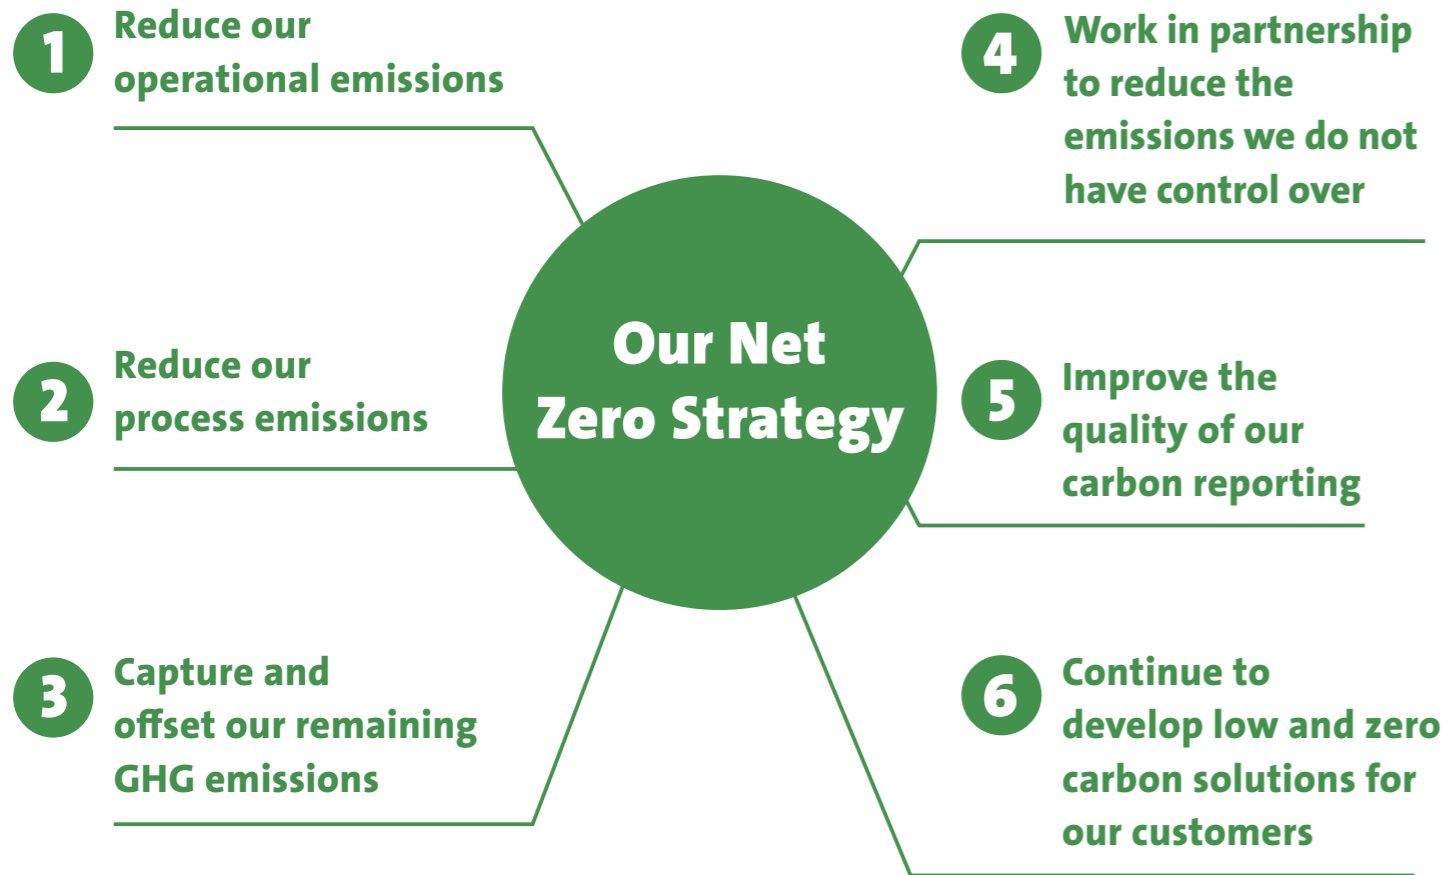 1
Reduce our
operational emissions
2
Reduce our
process emissions
3
Capture and
offset our remaining
GHG emissions
Our Net
Zero Strategy
4
Work in partnership
to reduce the
emissions we do not
have control over
5
Improve the
quality of our
carbon reporting
6
Continue to
develop low and zero
carbon solutions for
our customers